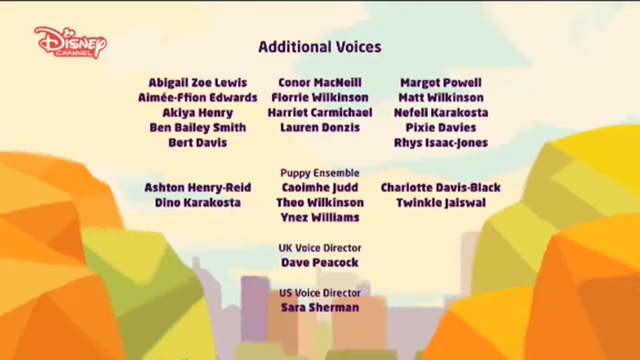 Disney
CHANNEL
Additional Voices
Abigail Zoe Lewis Conor MacNeill Margot Powell
Aimée-Ffion Edwards Florrie Wilkinson Matt Wilkinson
Akiya Henry Harriet Carmichael Nefeli Karakosta
Ben Bailey Smith Lauren Donzis Pixie Davies
Bert Davis Rhys Isaac-Jones
Puppy Ensemble
Ashton Henry-Reid Caoimhe Judd Charlotte Davis-Black
Dino Karakosta Theo Wilkinson Twinkle Jaiswal
Ynez Williams
UK Voice Director
Dave Peacock
US Voice Director
Sara Sherman